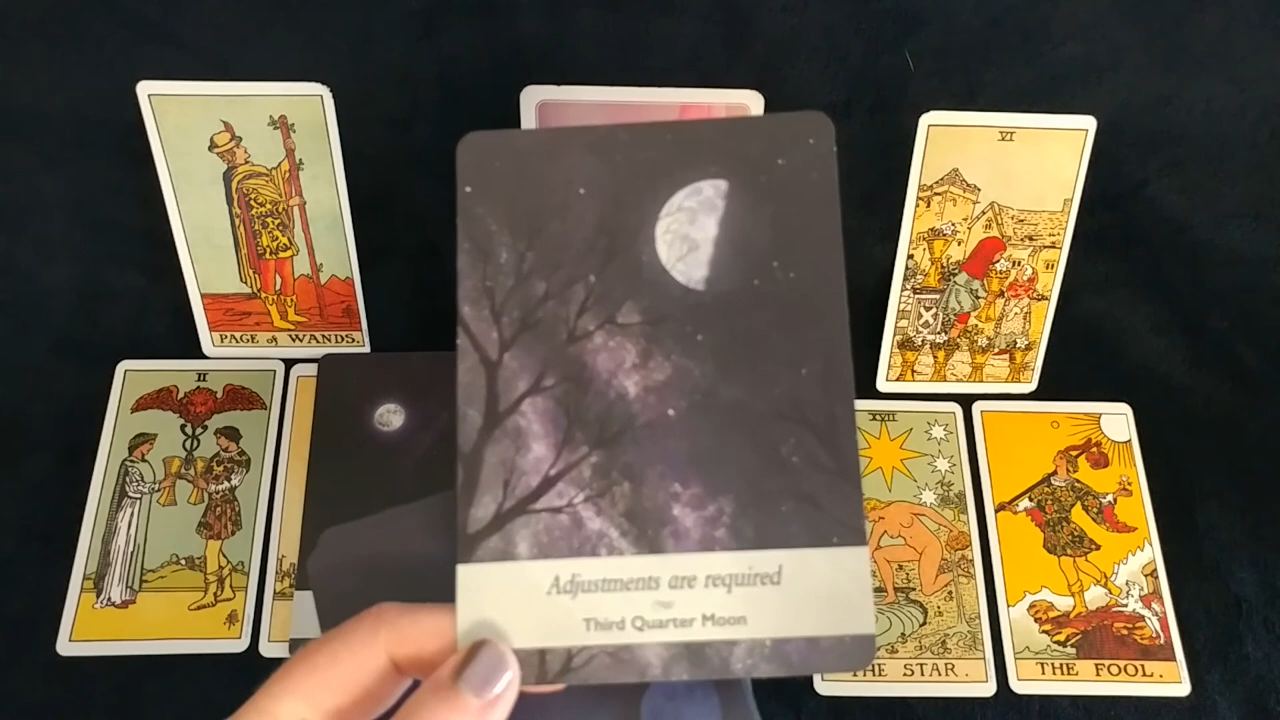 PAGE of WANDS.
VI
II
XVII
THE STAR.
THE FOOL.
Adjustments are required
Third Quarter Moon